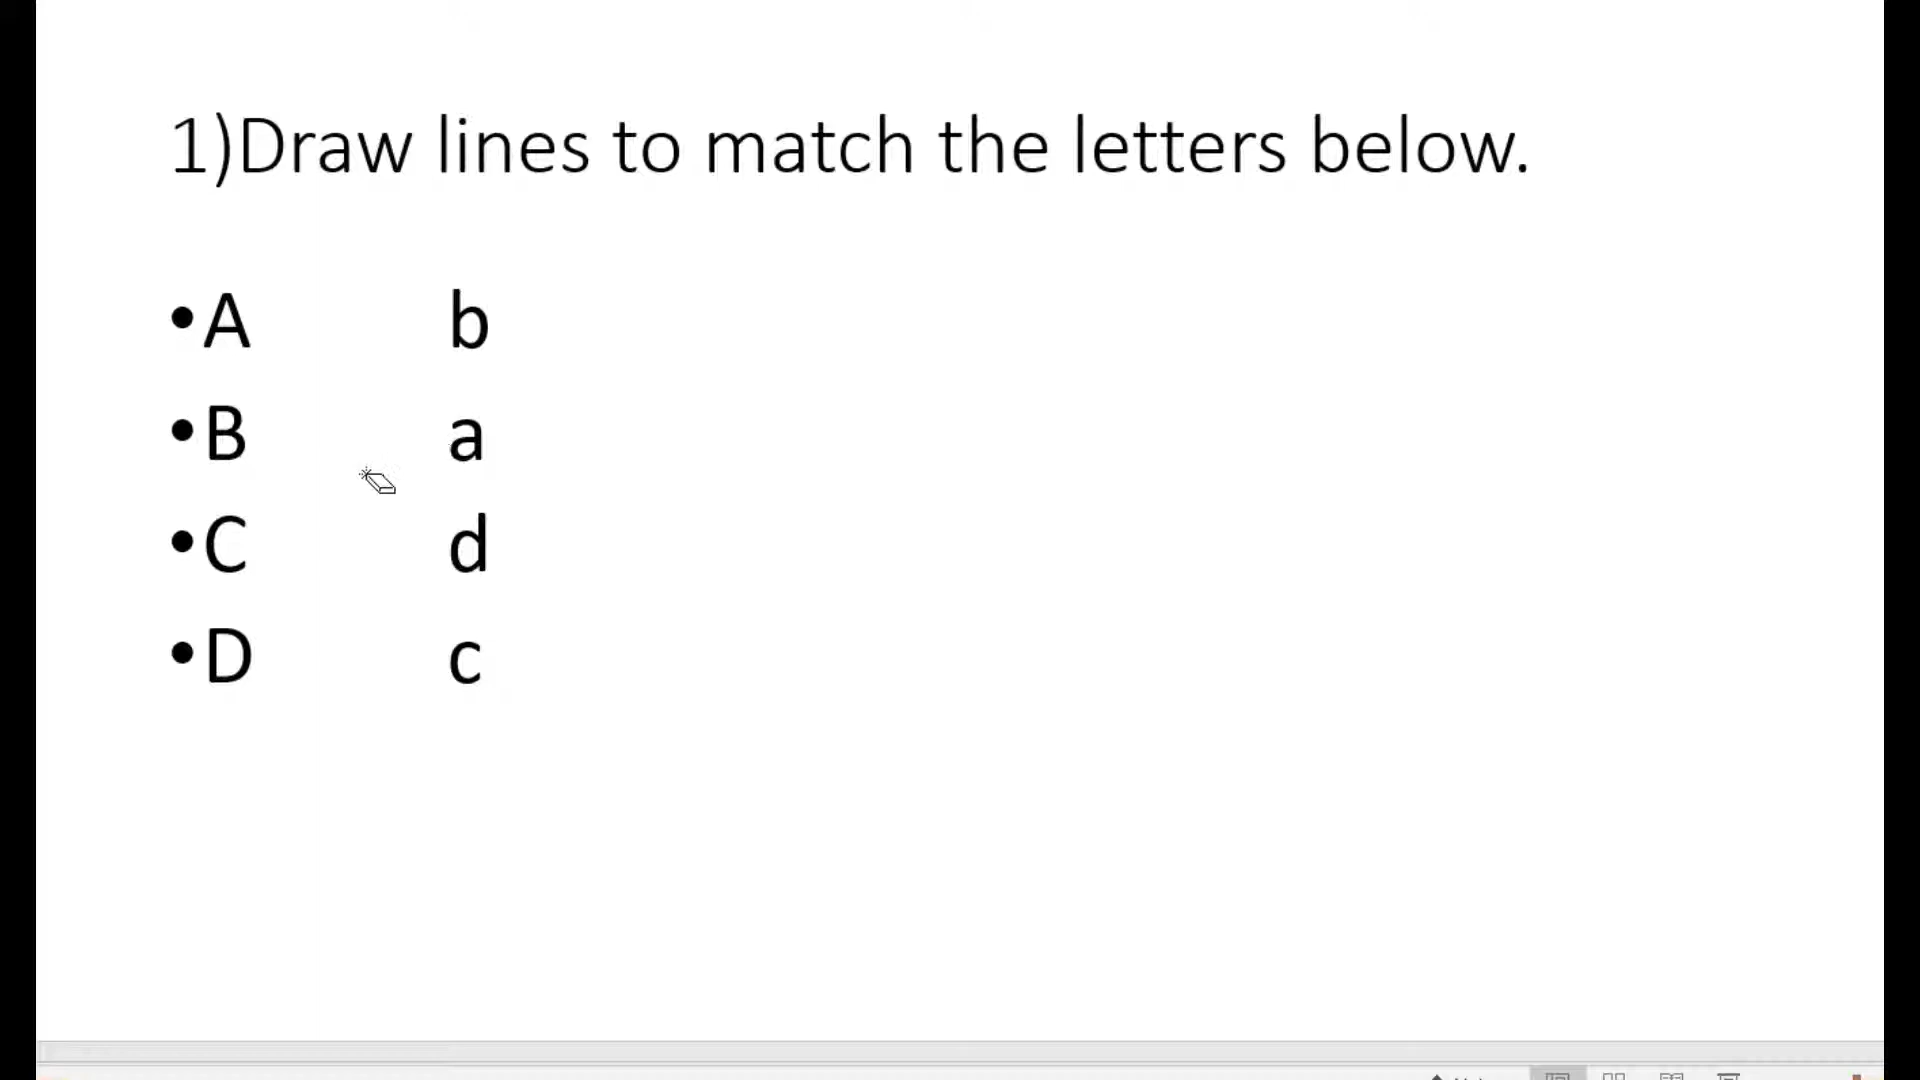 1)Draw lines to match the letters below.
•A b
•B a
•C d
•D c